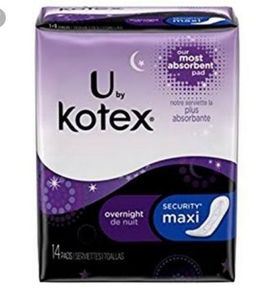 14 PADS
our
most
absorbent
pad
U by
kotex®
notre serviette la
plus
absorbante
overnight
de nuit
SECURITY*
maxi
14 PADS | SERVIETTES | TOALLAS